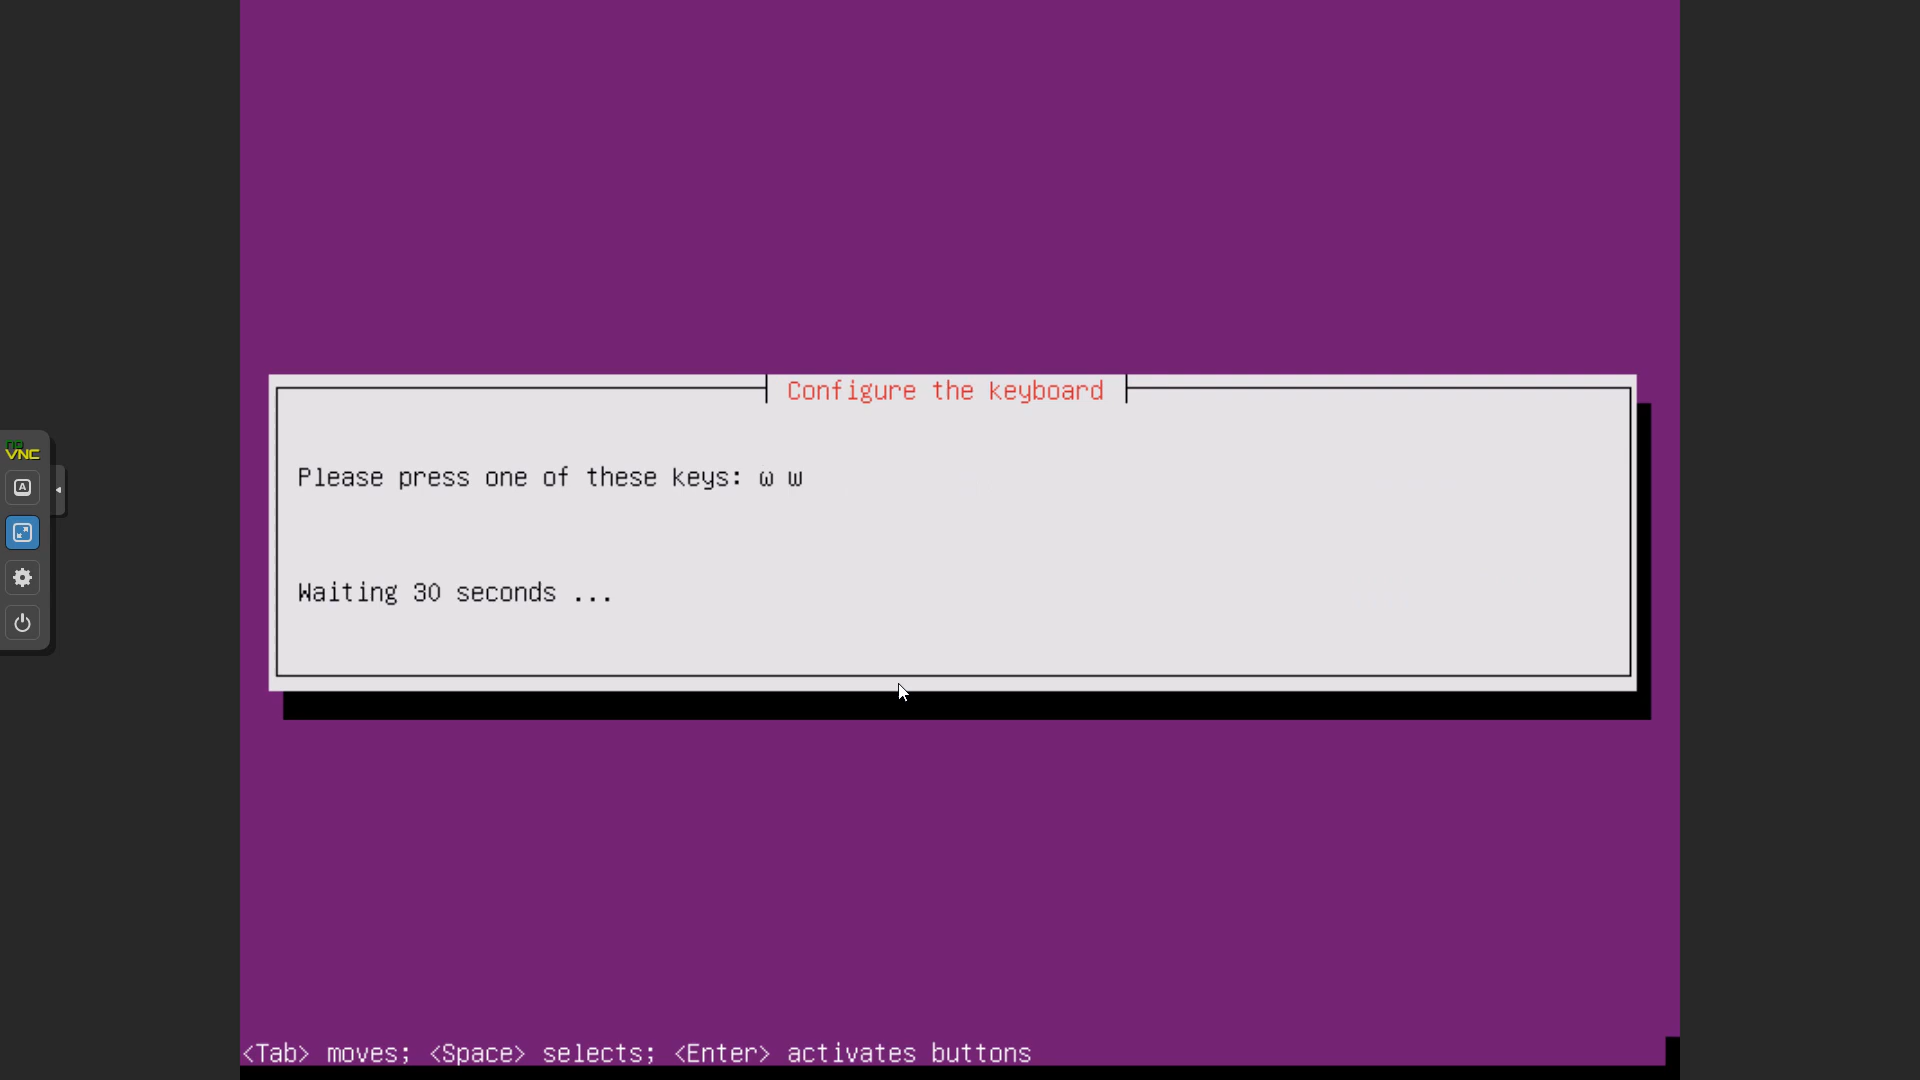 Configure the keyboard
Please press one of these keys: ω w
Waiting 30 seconds ...
no
VNC
A
<Tab> moves; <Space> selects; <Enter> activates buttons